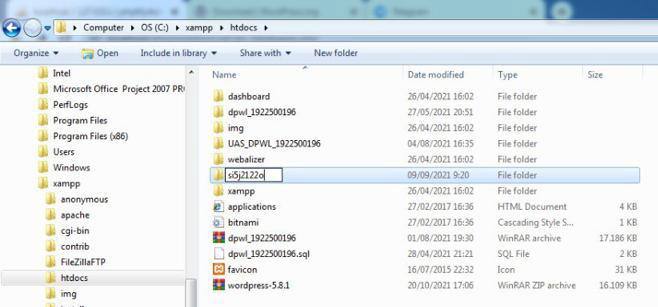 Computer ▸ OS (C:) ▸ xampp ▸ htdocs ▸
Organize Open Include in library Share with New folder
Name Date modified Type Size
Intel
Microsoft Office Project 2007 PR
PerfLogs
Program Files
Program Files (x86)
Users
Windows
xampp
anonymous
apache
cgi-bin
contrib
FileZillaFTP
htdocs
img
dashboard 26/04/2021 16:02 File folder
dpwl_1922500196 27/05/2021 20:51 File folder
img 26/04/2021 16:02 File folder
UAS_DPWL_1922500196 04/08/2021 16:35 File folder
webalizer 26/04/2021 16:02 File folder
si5j2122o 09/09/2021 9:20 File folder
xampp 26/04/2021 16:02 File folder
applications 27/02/2017 16:36 HTML Document 4 KB
bitnami 27/02/2017 16:36 Cascading Style S... 1 KB
dpwl_1922500196 01/08/2021 19:30 WinRAR archive 17.186 KB
dpwl_1922500196.sql 28/04/2021 21:21 SQL File 2 KB
favicon 16/07/2015 22:32 Icon 31 KB
wordpress-5.8.1 20/10/2021 17:06 WinRAR ZIP archive 16.109 KB